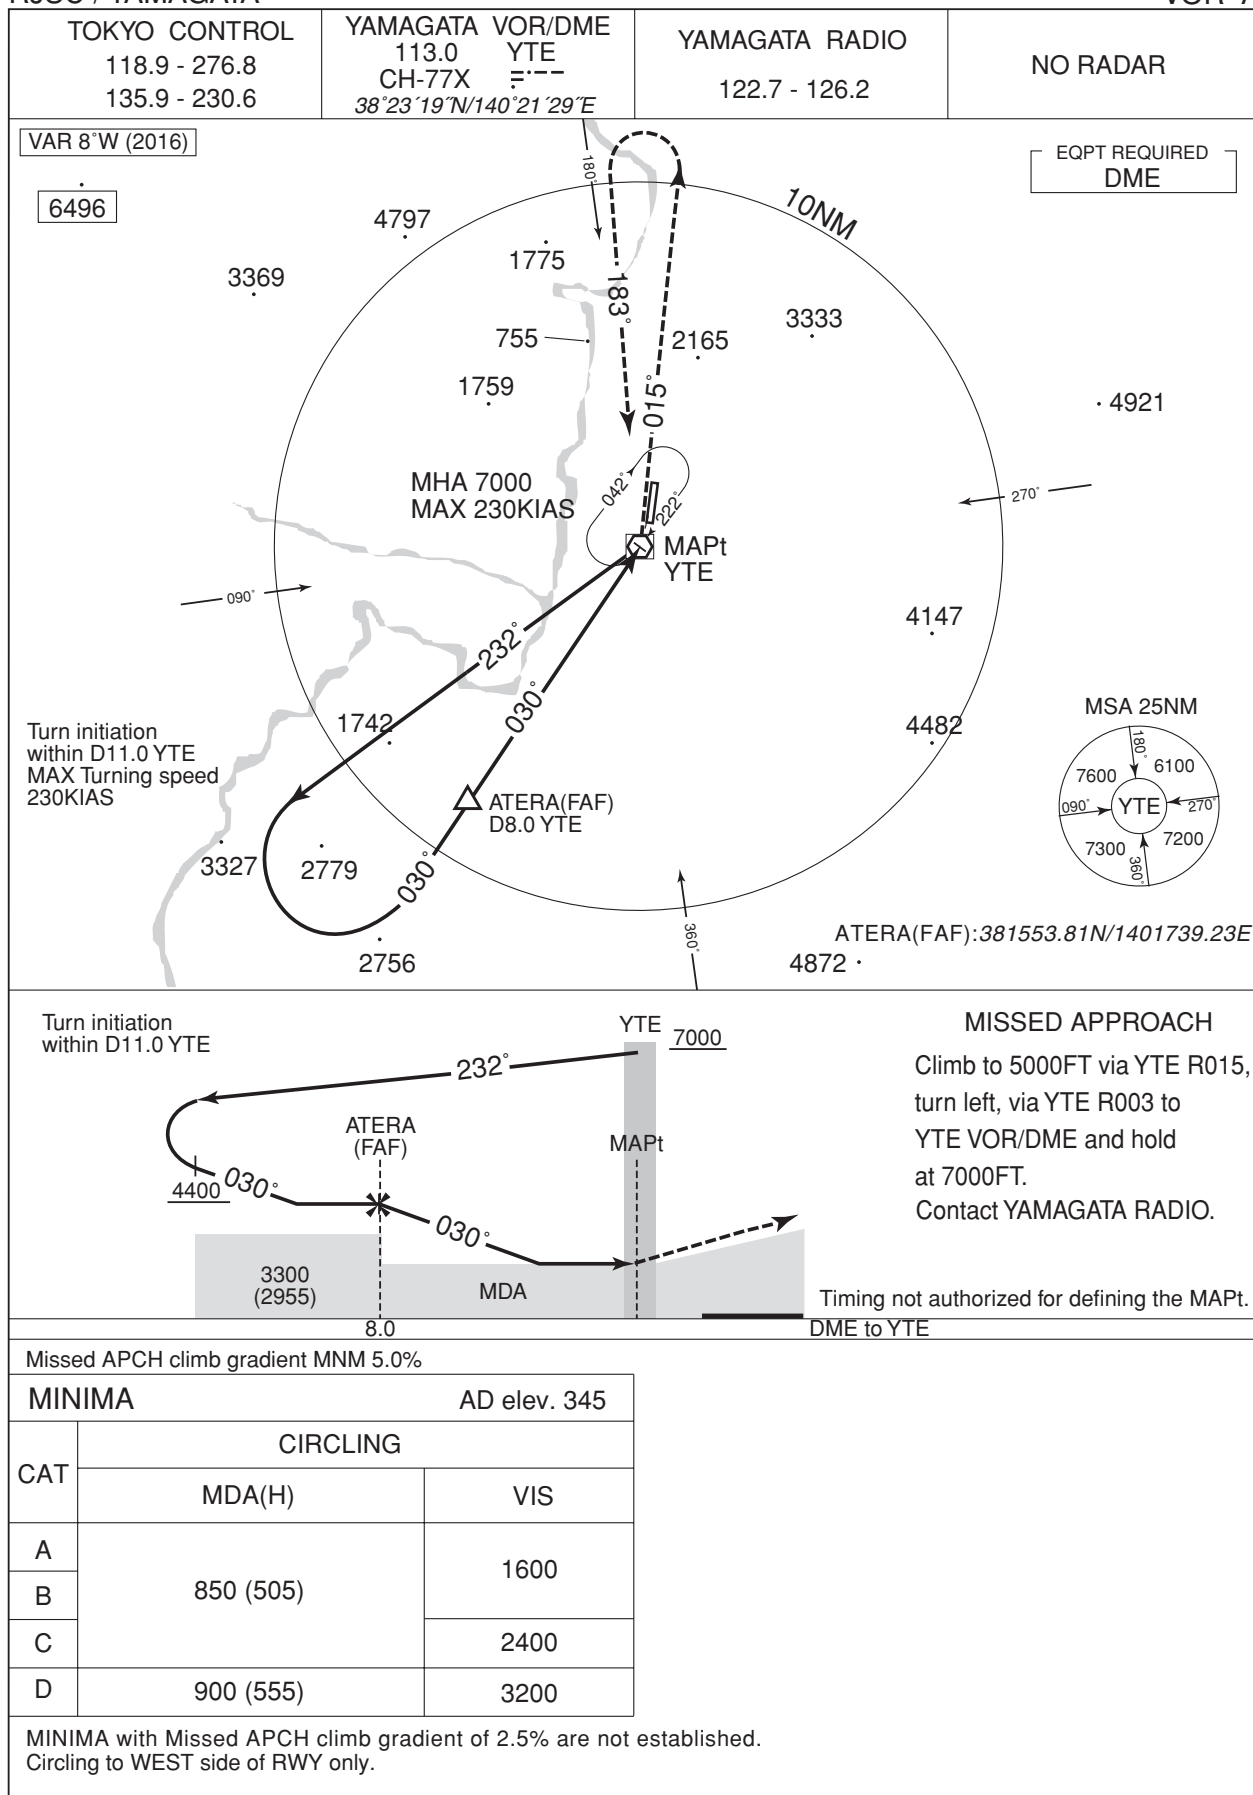 TOKYO CONTROL
118.9 - 276.8
135.9 - 230.6
YAMAGATA VOR/DME
113.0 YTE
CH-77X
38˚23´19˝N/140˚21´29˝E
YAMAGATA RADIO
122.7 - 126.2
NO RADAR
VAR 8˚W (2016)
EQPT REQUIRED
DME
6496
4797
3369
1775
180˚
10NM
183˚
755
2165
3333
1759
015˚
4921
MHA 7000
MAX 230KIAS
042˚
222˚
270˚
MAPt
YTE
090˚
4147
232˚
030˚
1742
4482
Turn initiation
within D11.0 YTE
MAX Turning speed
230KIAS
ATERA(FAF)
D8.0 YTE
MSA 25NM
180˚
7600
6100
090˚
YTE
270˚
7300
7200
360˚
3327
2779
030˚
2756
360˚
ATERA(FAF):381553.81N/1401739.23E
4872
Turn initiation
within D11.0 YTE
YTE
7000
232˚
ATERA
(FAF)
MAPt
4400
030˚
030˚
3300
(2955)
MDA
MISSED APPROACH
Climb to 5000FT via YTE R015,
turn left, via YTE R003 to
YTE VOR/DME and hold
at 7000FT.
Contact YAMAGATA RADIO.
Timing not authorized for defining the MAPt.
8.0
DME to YTE
Missed APCH climb gradient MNM 5.0%
MINIMA AD elev. 345
CAT
CIRCLING
MDA(H)
VIS
A
B
850 (505)
1600
C
2400
D
900 (555)
3200
MINIMA with Missed APCH climb gradient of 2.5% are not established.
Circling to WEST side of RWY only.